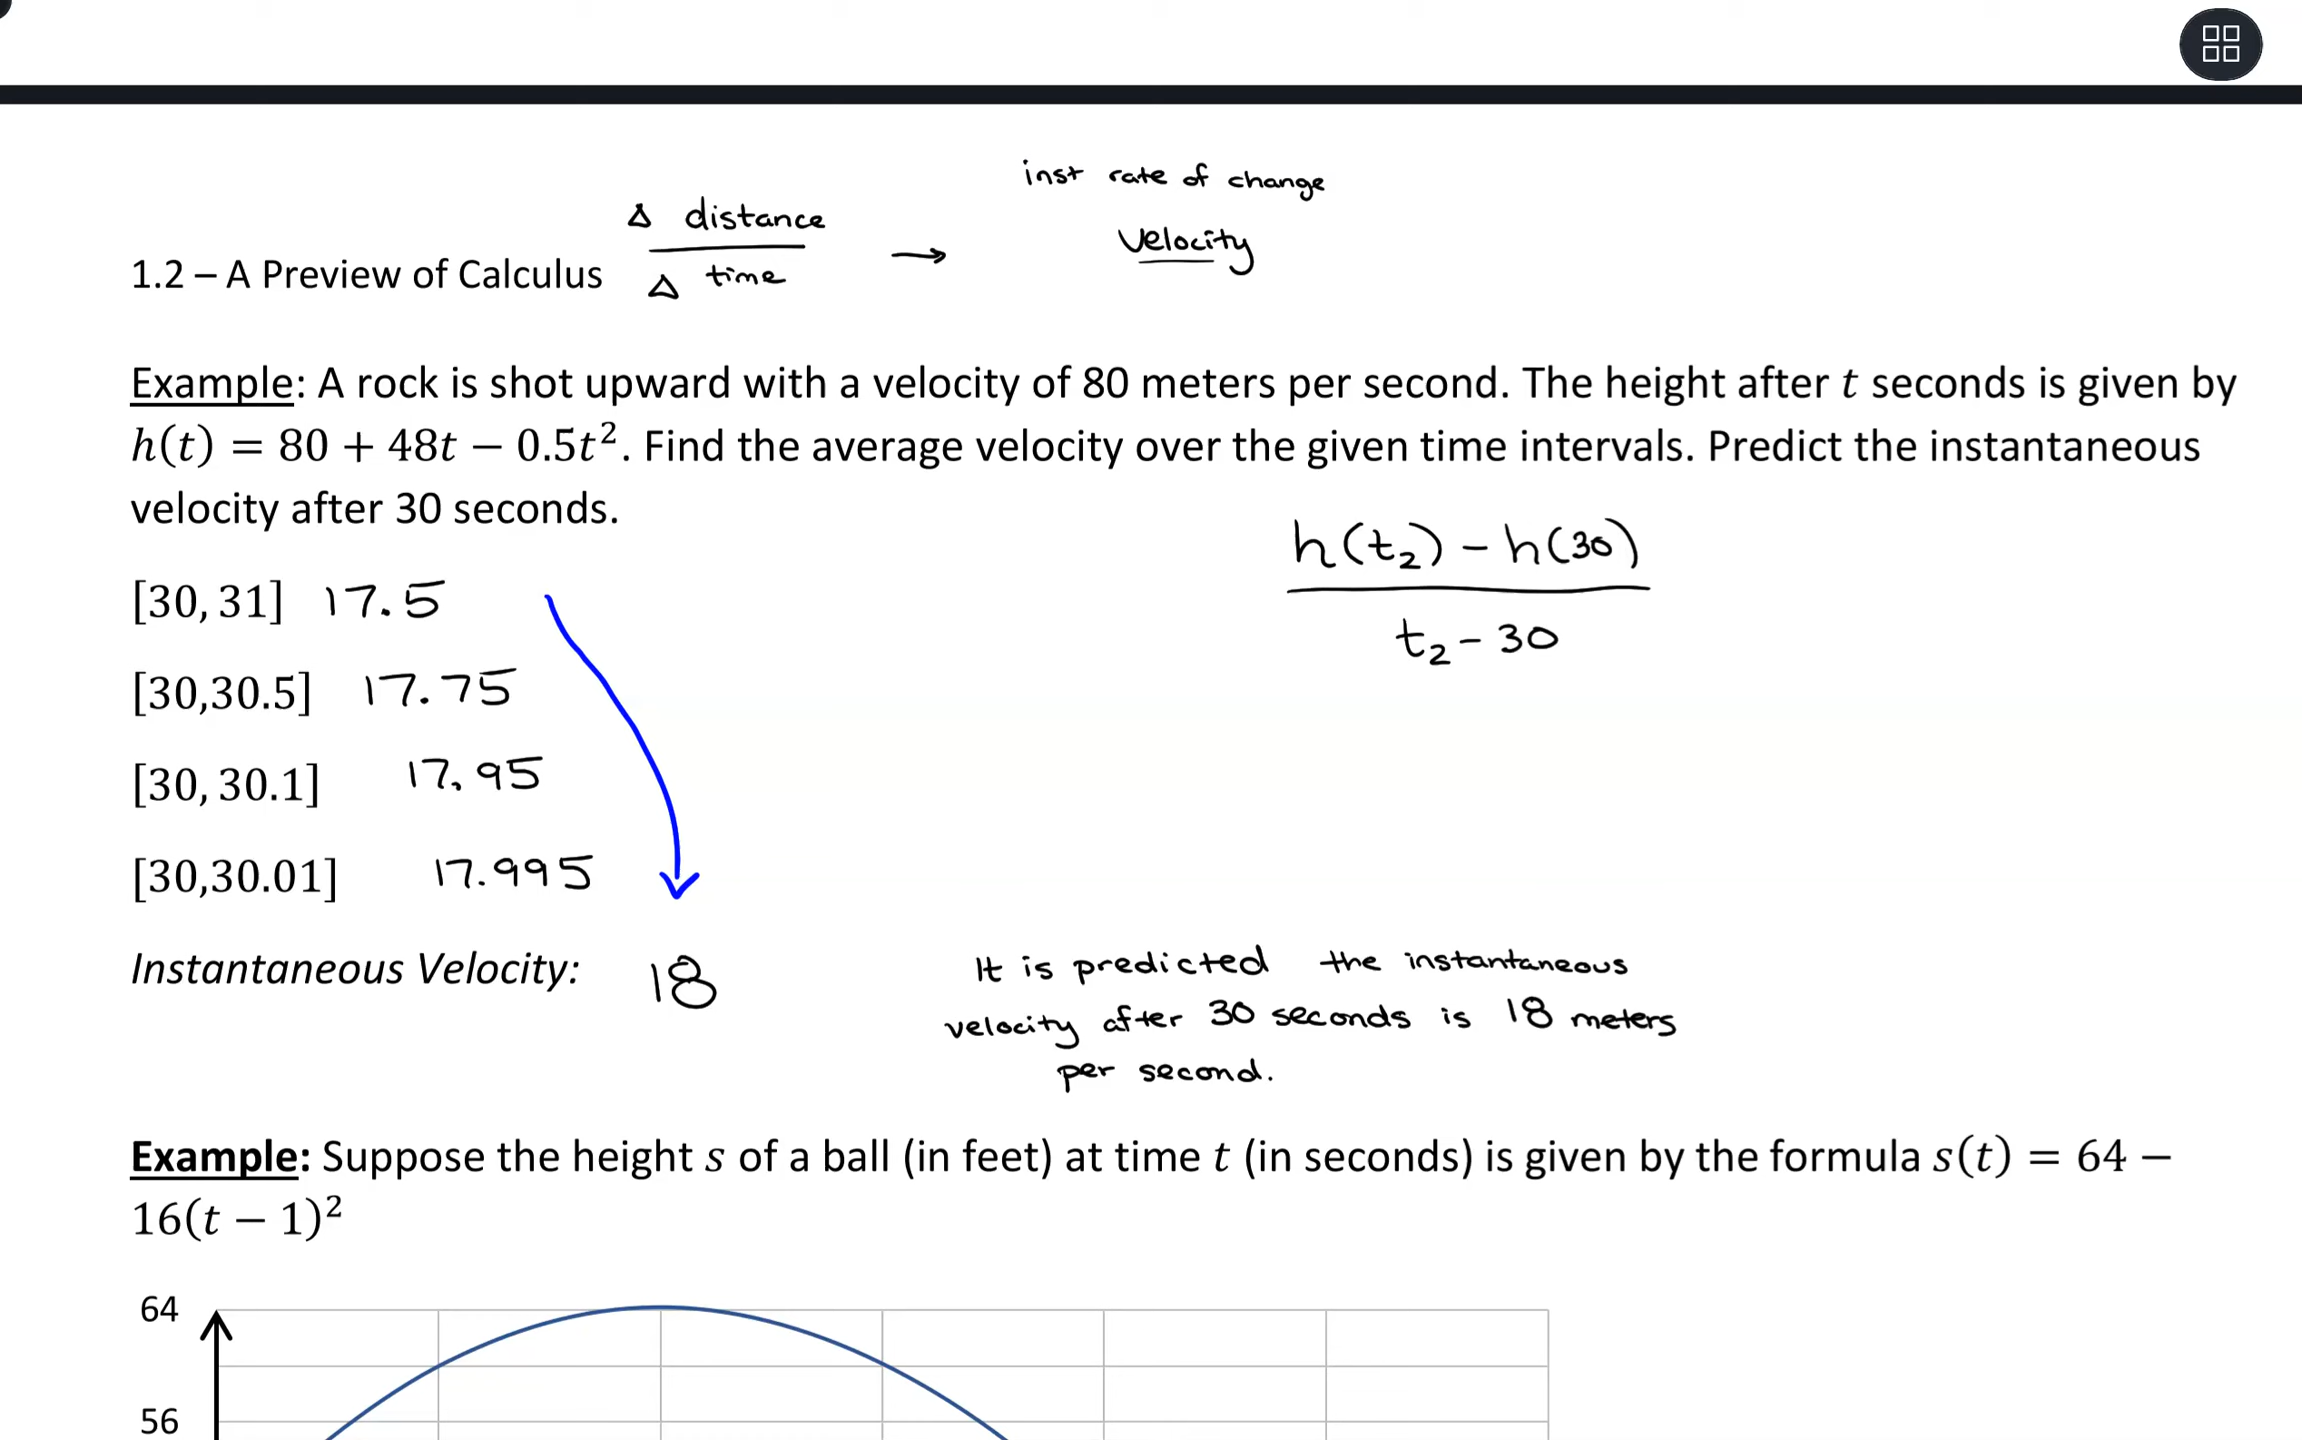 inst rate of change
Δ distance
Δ time
→
velocity
1.2 – A Preview of Calculus
Example: A rock is shot upward with a velocity of 80 meters per second. The height after t seconds is given by
h(t) = 80 + 48t − 0.5t². Find the average velocity over the given time intervals. Predict the instantaneous
velocity after 30 seconds.
h(t₂) − h(30)
t₂ − 30
[30, 31] 17.5
[30,30.5] 17.75
[30, 30.1] 17.95
[30,30.01] 17.995
Instantaneous Velocity: 18
It is predicted the instantaneous
velocity after 30 seconds is 18 meters
per second.
Example: Suppose the height s of a ball (in feet) at time t (in seconds) is given by the formula s(t) = 64 −
16(t − 1)²
64
56